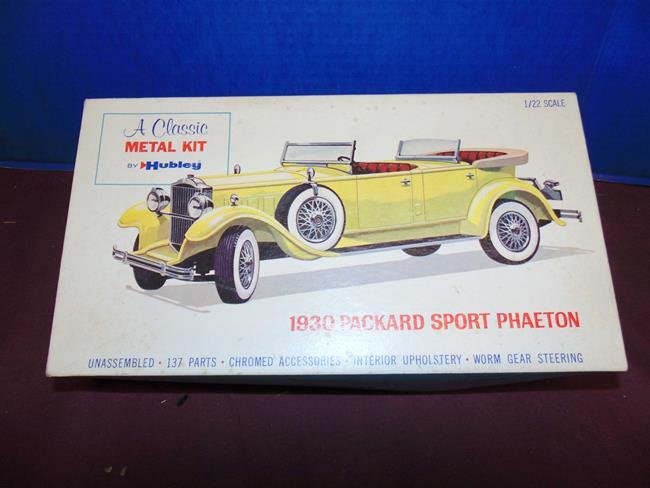 A Classic
METAL KIT
BY Hubley
1/22 SCALE
1930 PACKARD SPORT PHAETON
UNASSEMBLED • 137 PARTS • CHROMED ACCESSORIES • INTERIOR UPHOLSTERY • WORM GEAR STEERING